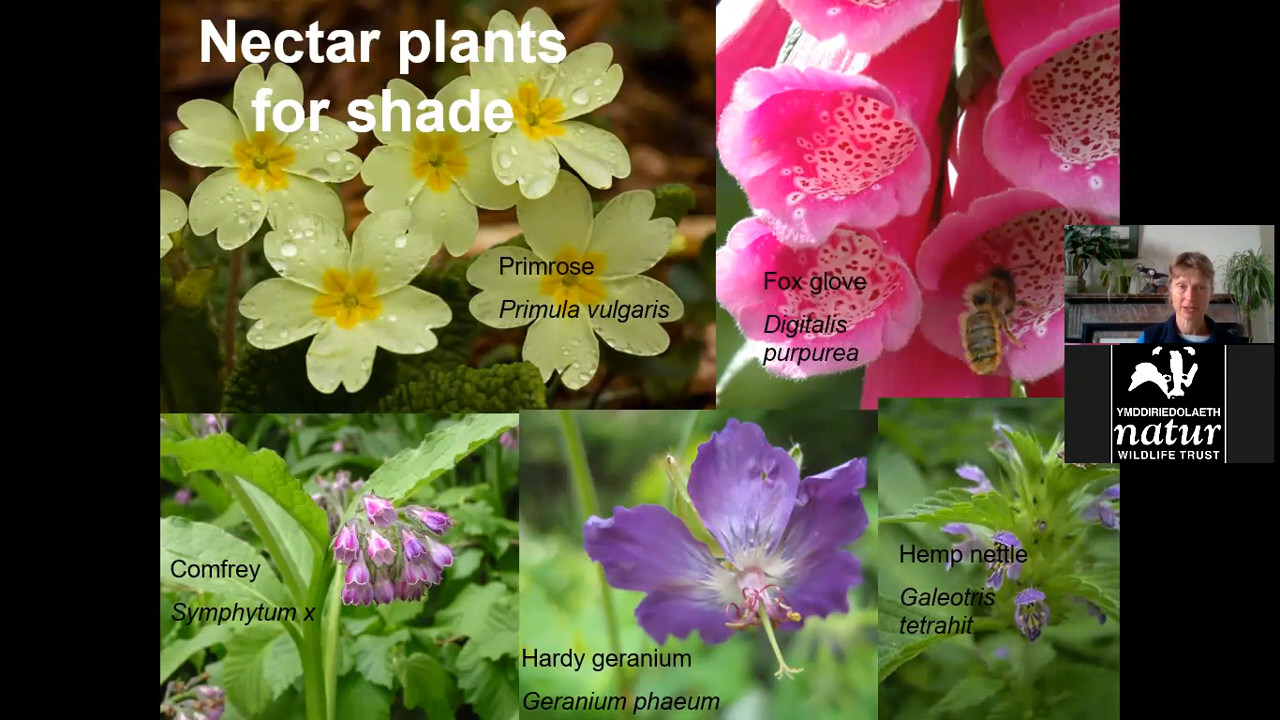 Nectar plants
for shade
Primrose
Primula vulgaris
Fox glove
Digitalis
purpurea
YMDDIRIEDOLAETH
natur
WILDLIFE TRUST
Comfrey
Symphytum x
Hardy geranium
Geranium phaeum
Hemp nettle
Galeotris
tetrahit